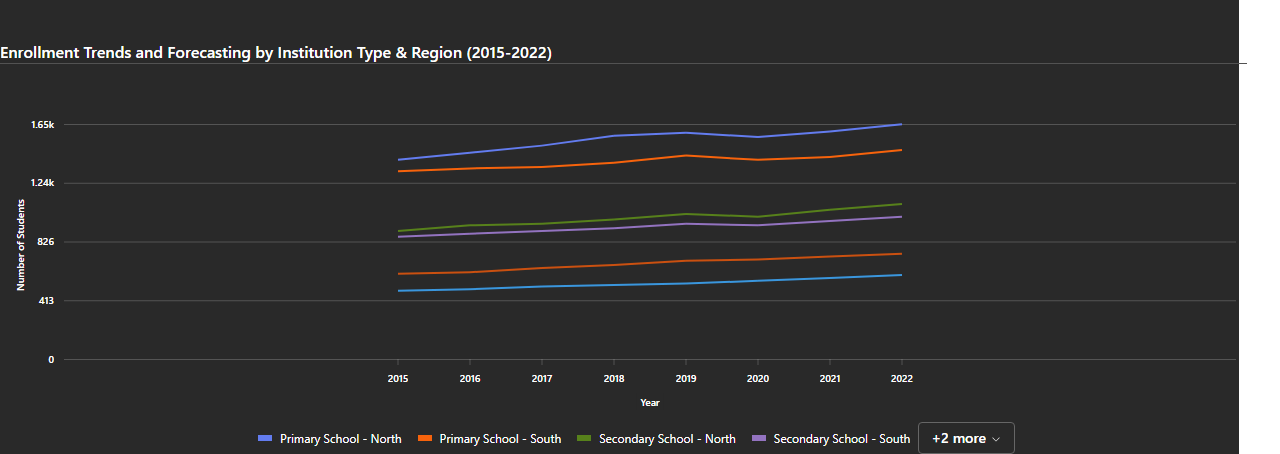 Enrollment Trends and Forecasting by Institution Type & Region (2015-2022)
1.65k
1.24k
826
413
0
Number of Students
2015 2016 2017 2018 2019 2020 2021 2022
Year
Primary School - North Primary School - South Secondary School - North Secondary School - South +2 more